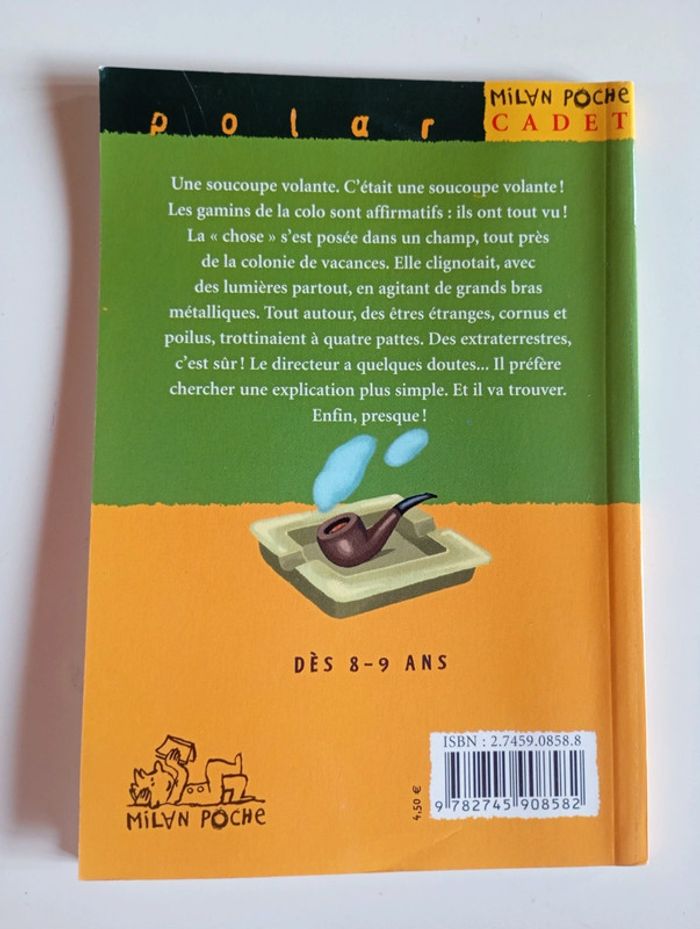 MiLAN POCHE
polar CADET
Une soucoupe volante. C'était une soucoupe volante !
Les gamins de la colo sont affirmatifs : ils ont tout vu !
La « chose » s'est posée dans un champ, tout près
de la colonie de vacances. Elle clignotait, avec
des lumières partout, en agitant de grands bras
métalliques. Tout autour, des êtres étranges, cornus et
poilus, trottinaient à quatre pattes. Des extraterrestres,
c'est sûr ! Le directeur a quelques doutes... Il préfère
chercher une explication plus simple. Et il va trouver.
Enfin, presque !
DÈS 8-9 ANS
MiLAN POCHE
4,50 €
ISBN : 2.7459.0858.8
9 782745 908582